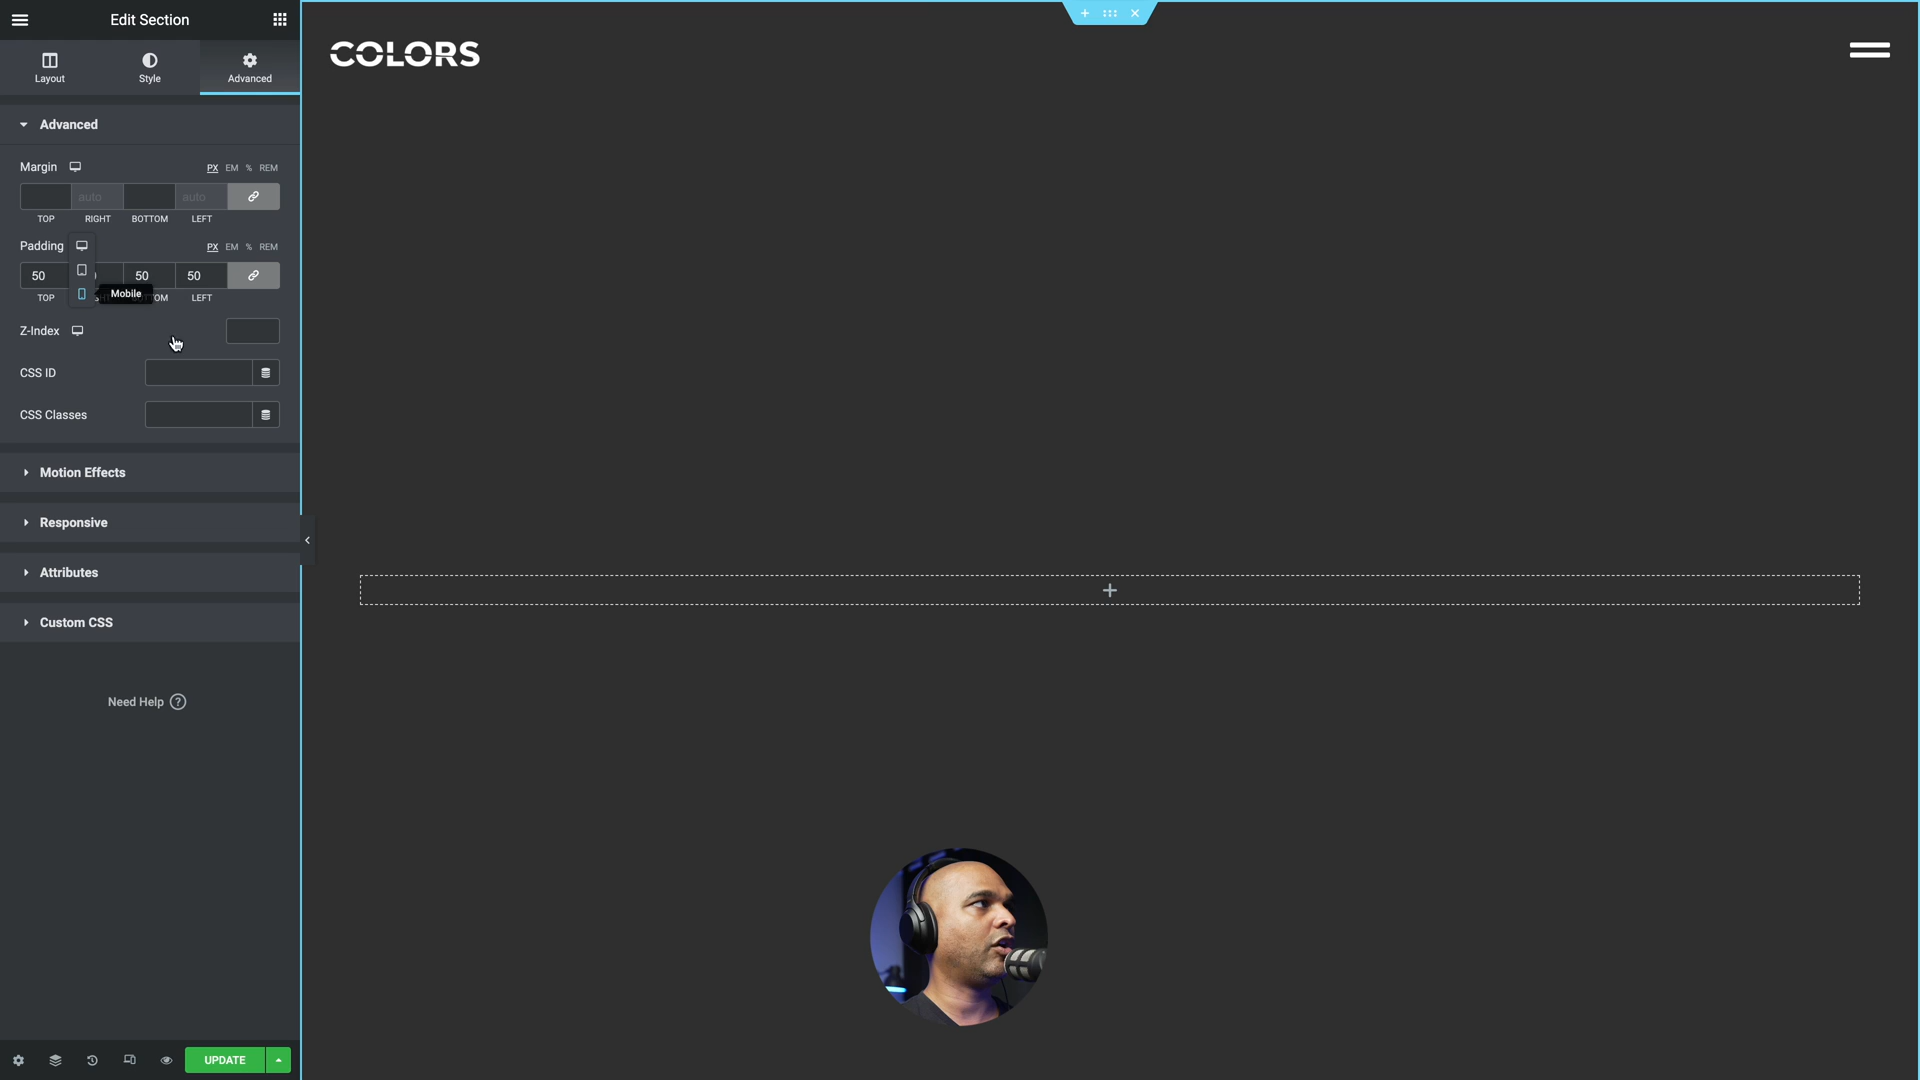 Edit Section
Layout
Style
Advanced
COLORS
Advanced
Margin
PX EM % REM
auto
auto
TOP RIGHT BOTTOM LEFT
Padding
PX EM % REM
50
50
50
TOP
LEFT
Mobile
Z-Index
CSS ID
CSS Classes
Motion Effects
Responsive
Attributes
Custom CSS
Need Help ?
UPDATE